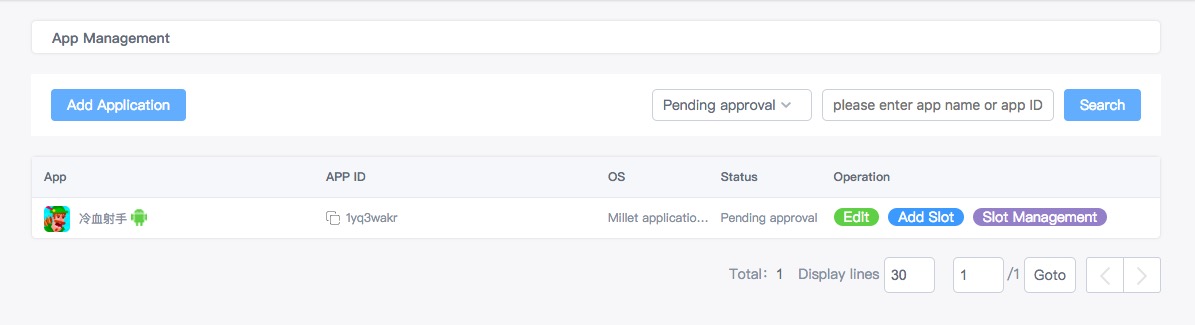 App Management
Add Application Pending approval please enter app name or app ID Search
App APP ID OS Status Operation
冷血射手 1yq3wakr Millet applicatio... Pending approval Edit Add Slot Slot Management
Total: 1 Display lines 30 1 /1 Goto